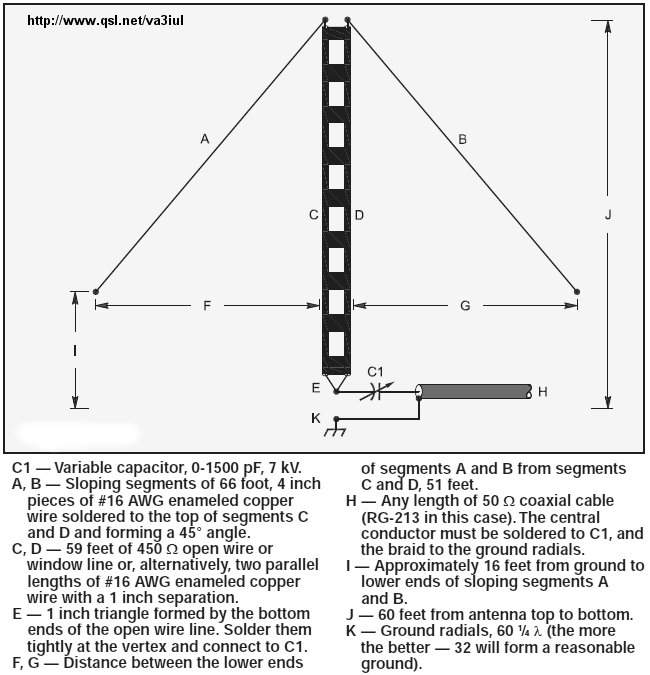 http://www.qsl.net/va3iul
A
B
C
D
J
F
G
I
C1
E
H
K
C1 — Variable capacitor, 0-1500 pF, 7 kV.
A, B — Sloping segments of 66 foot, 4 inch
pieces of #16 AWG enameled copper
wire soldered to the top of segments C
and D and forming a 45° angle.
C, D — 59 feet of 450 Ω open wire or
window line or, alternatively, two parallel
lengths of #16 AWG enameled copper
wire with a 1 inch separation.
E — 1 inch triangle formed by the bottom
ends of the open wire line. Solder them
tightly at the vertex and connect to C1.
F, G — Distance between the lower ends
of segments A and B from segments
C and D, 51 feet.
H — Any length of 50 Ω coaxial cable
(RG-213 in this case). The central
conductor must be soldered to C1, and
the braid to the ground radials.
I — Approximately 16 feet from ground to
lower ends of sloping segments A
and B.
J — 60 feet from antenna top to bottom.
K — Ground radials, 60 ¼ λ (the more
the better — 32 will form a reasonable
ground).